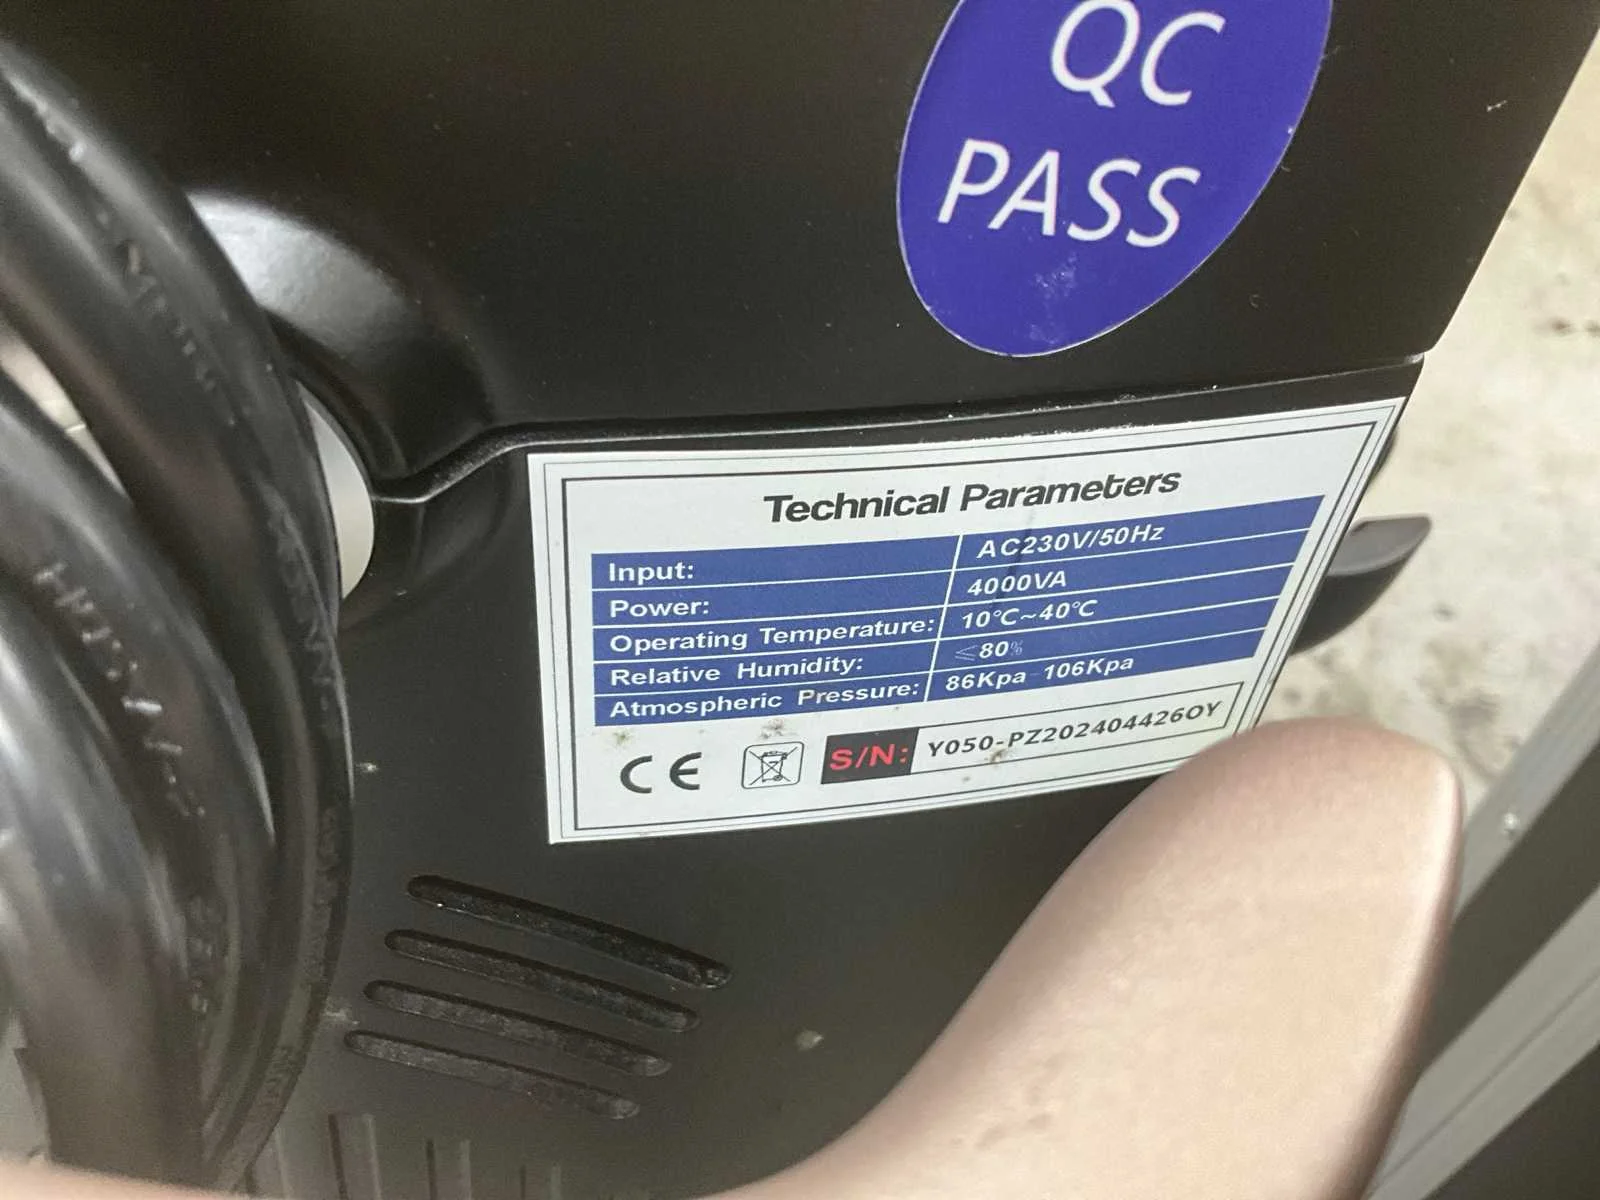 QC
PASS
Technical Parameters
Input: AC230V/50Hz
Power: 4000VA
Operating Temperature: 10℃~40℃
Relative Humidity: ≤80%
Atmospheric Pressure: 86Kpa 106Kpa
CE
S/N: Y050-PZ202404426OY